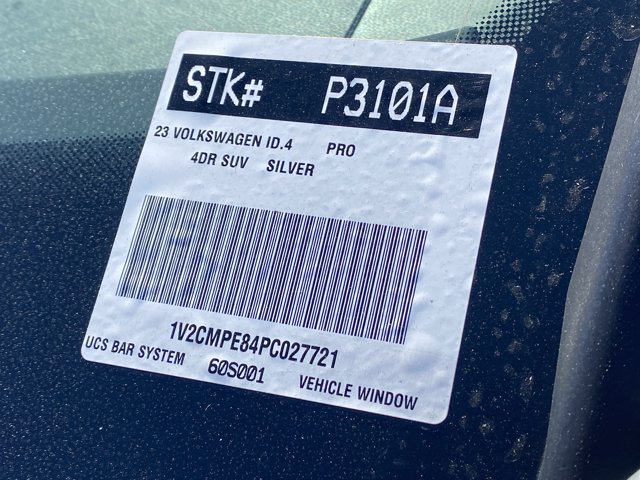 STK# P3101A
23 VOLKSWAGEN ID.4 PRO
4DR SUV SILVER
1V2CMPE84PC027721
UCS BAR SYSTEM 60S001 VEHICLE WINDOW